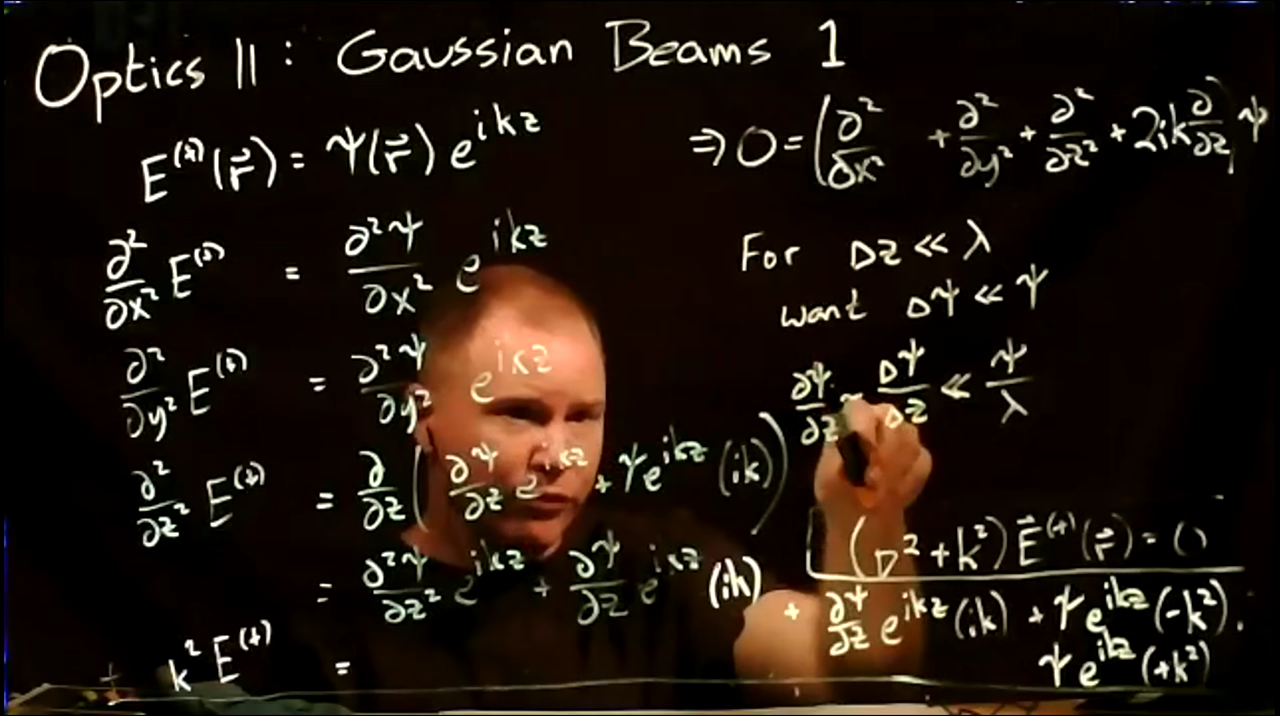 Optics II : Gaussian Beams 1
E⁽⁺⁾(r⃗) = ψ(r⃗) e^{ikz}
∂²/∂x² E⁽⁺⁾ = ∂²ψ/∂x² e^{ikz}
∂²/∂y² E⁽⁺⁾ = ∂²ψ/∂y² e^{ikz}
∂²/∂z² E⁽⁺⁾ = ∂/∂z ( ∂ψ/∂z e^{ikz} + ψ e^{ikz} (ik) )
= ∂²ψ/∂z² e^{ikz} + ∂ψ/∂z e^{ikz} (ik) + ∂ψ/∂z e^{ikz} (ik) + ψ e^{ikz} (-k²).
+ k² E⁽⁺⁾ = ψ e^{ikz} (+k²)
⇒ 0 = ( ∂²/∂x² + ∂²/∂y² + ∂²/∂z² + 2ik ∂/∂z ) ψ
For Δz ≪ λ
want Δψ ≪ ψ
∂ψ/∂z ~ Δψ/Δz ≪ ψ/λ
(∇² + k²) E⃗⁽⁺⁾(r⃗) = 0